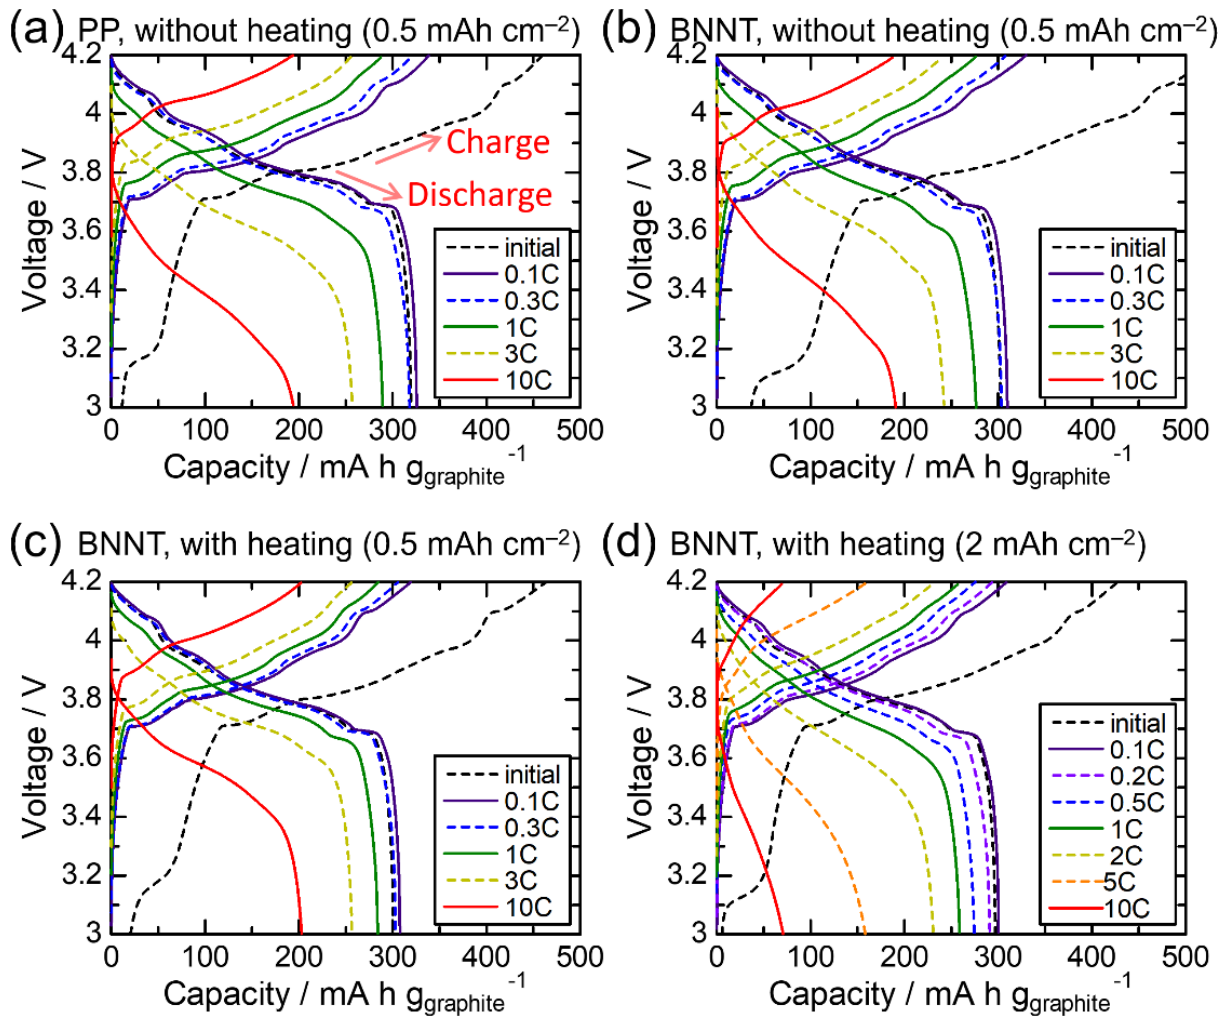 (a) PP, without heating (0.5 mAh cm⁻²)
4.2
4
3.8
3.6
3.4
3.2
3
Voltage / V
Charge
Discharge
initial
0.1C
0.3C
1C
3C
10C
0 100 200 300 400 500
Capacity / mA h g_graphite⁻¹
(b) BNNT, without heating (0.5 mAh cm⁻²)
4.2
4
3.8
3.6
3.4
3.2
3
Voltage / V
initial
0.1C
0.3C
1C
3C
10C
0 100 200 300 400 500
Capacity / mA h g_graphite⁻¹
(c) BNNT, with heating (0.5 mAh cm⁻²)
4.2
4
3.8
3.6
3.4
3.2
3
Voltage / V
initial
0.1C
0.3C
1C
3C
10C
0 100 200 300 400 500
Capacity / mA h g_graphite⁻¹
(d) BNNT, with heating (2 mAh cm⁻²)
4.2
4
3.8
3.6
3.4
3.2
3
Voltage / V
initial
0.1C
0.2C
0.5C
1C
2C
5C
10C
0 100 200 300 400 500
Capacity / mA h g_graphite⁻¹